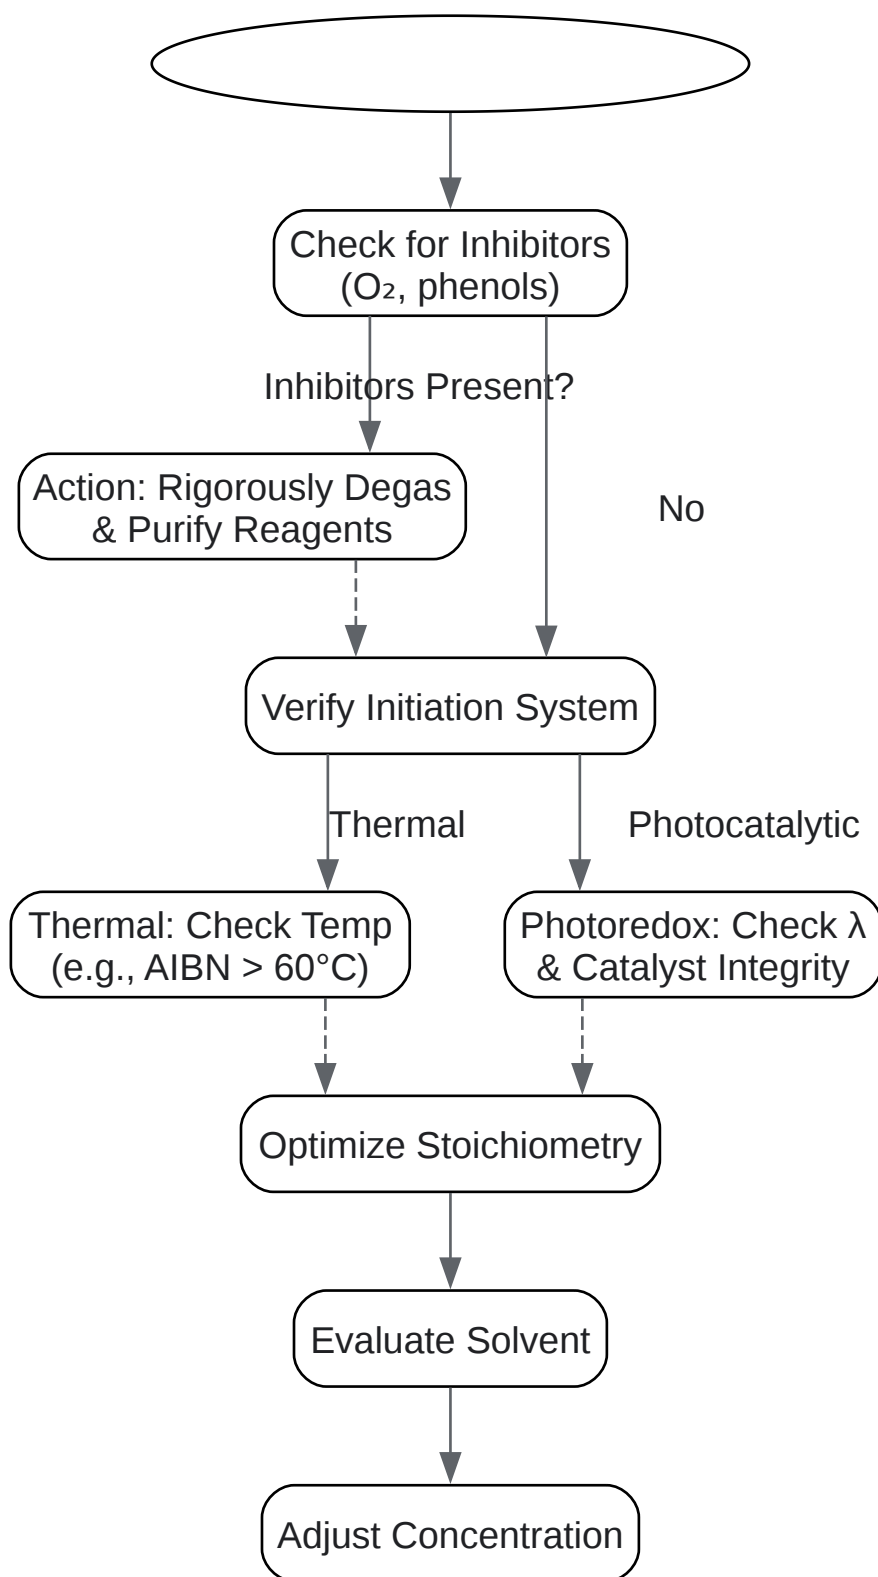 Check for Inhibitors
(O₂, phenols)
Inhibitors Present?
Action: Rigorously Degas
& Purify Reagents
No
Verify Initiation System
Thermal
Photocatalytic
Thermal: Check Temp
(e.g., AIBN > 60°C)
Photoredox: Check λ
& Catalyst Integrity
Optimize Stoichiometry
Evaluate Solvent
Adjust Concentration